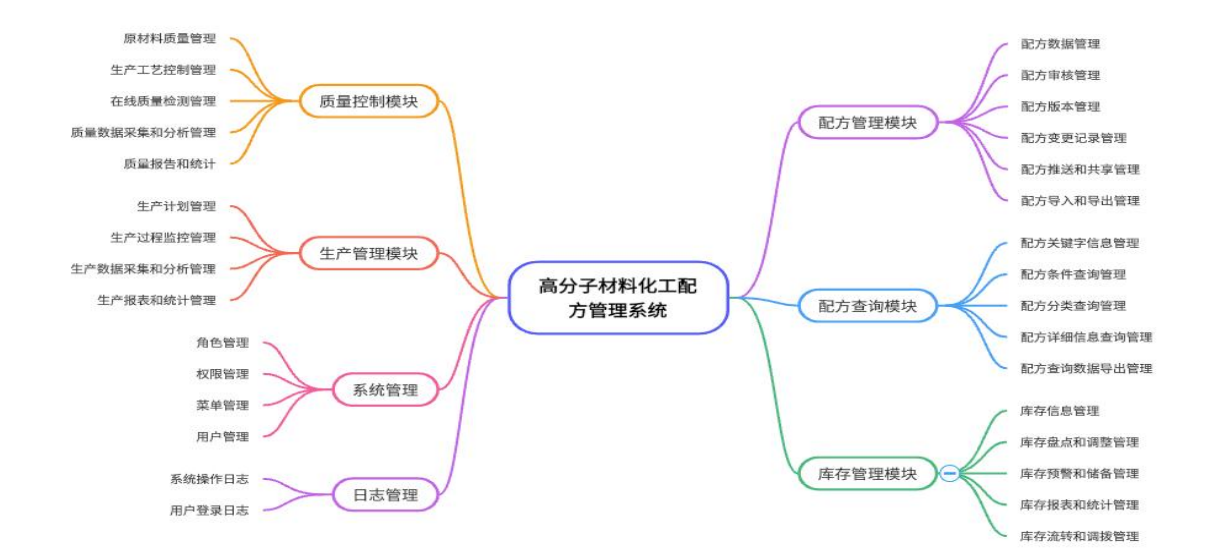 高分子材料化工配
方管理系统
质量控制模块
原材料质量管理
生产工艺控制管理
在线质量检测管理
质量数据采集和分析管理
质量报告和统计
生产管理模块
生产计划管理
生产过程监控管理
生产数据采集和分析管理
生产报表和统计管理
系统管理
角色管理
权限管理
菜单管理
用户管理
日志管理
系统操作日志
用户登录日志
配方管理模块
配方数据管理
配方审核管理
配方版本管理
配方变更记录管理
配方推送和共享管理
配方导入和导出管理
配方查询模块
配方关键字信息管理
配方条件查询管理
配方分类查询管理
配方详细信息查询管理
配方查询数据导出管理
库存管理模块
库存信息管理
库存盘点和调整管理
库存预警和储备管理
库存报表和统计管理
库存流转和调拨管理